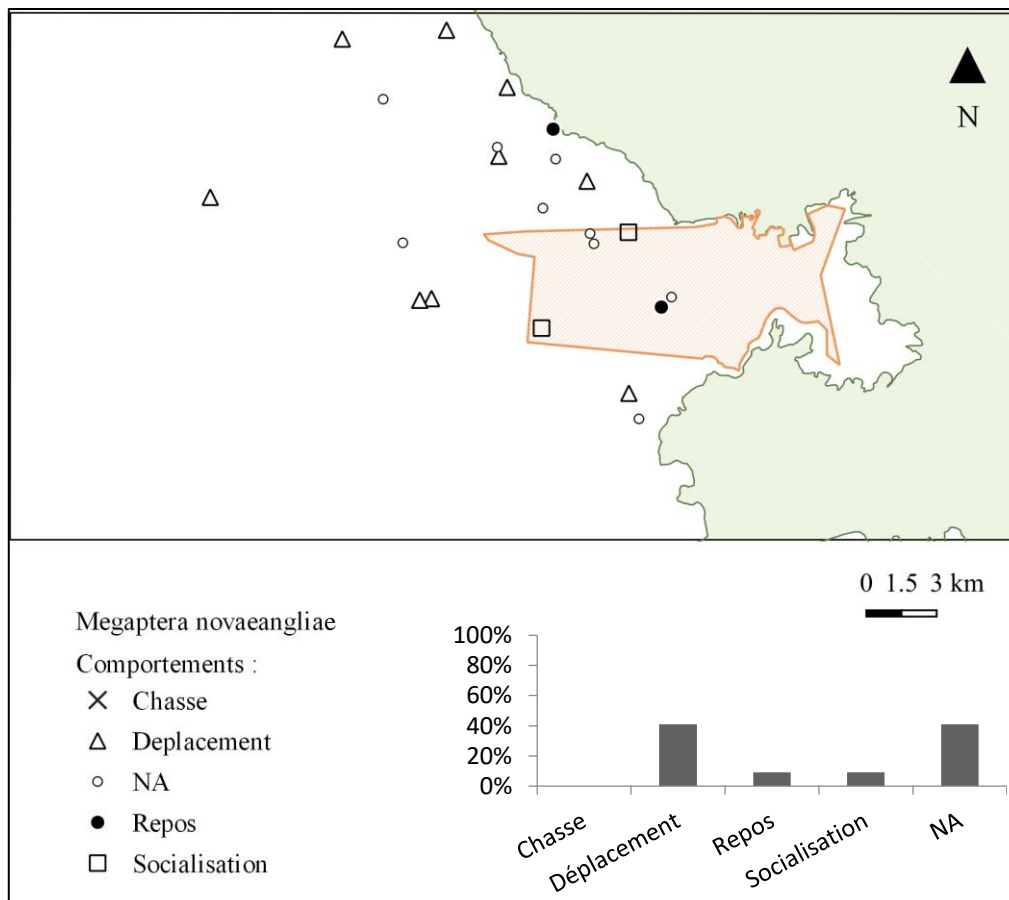 N
0 1.5 3 km
Megaptera novaeangliae
Comportements :
Chasse
Deplacement
NA
Repos
Socialisation
100%
80%
60%
40%
20%
0%
Chasse
Déplacement
Repos
Socialisation
NA